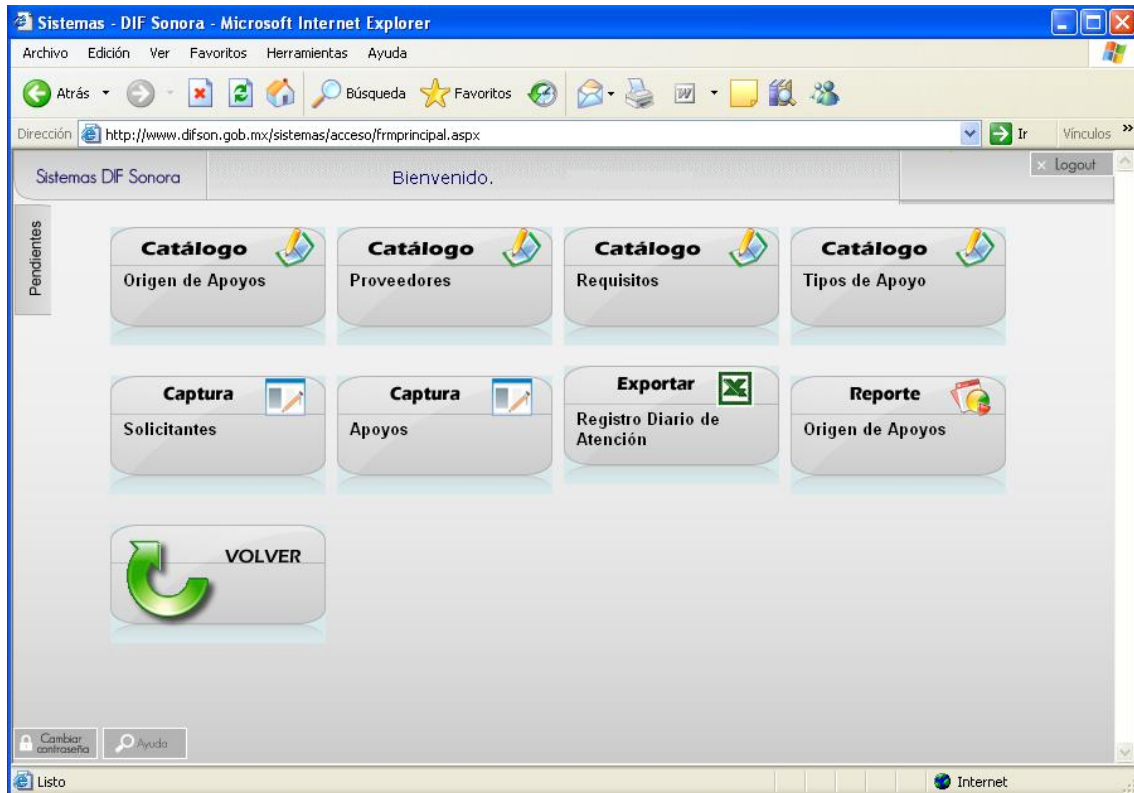 Sistemas - DIF Sonora - Microsoft Internet Explorer
Archivo Edición Ver Favoritos Herramientas Ayuda
Atrás Búsqueda Favoritos
Dirección http://www.difson.gob.mx/sistemas/acceso/frmprincipal.aspx Ir Vínculos »
Sistemas DIF Sonora Bienvenido. × Logout
Pendientes
Catálogo
Origen de Apoyos
Catálogo
Proveedores
Catálogo
Requisitos
Catálogo
Tipos de Apoyo
Captura
Solicitantes
Captura
Apoyos
Exportar
Registro Diario de
Atención
Reporte
Origen de Apoyos
VOLVER
Cambiar
contraseña
Ayuda
Listo Internet